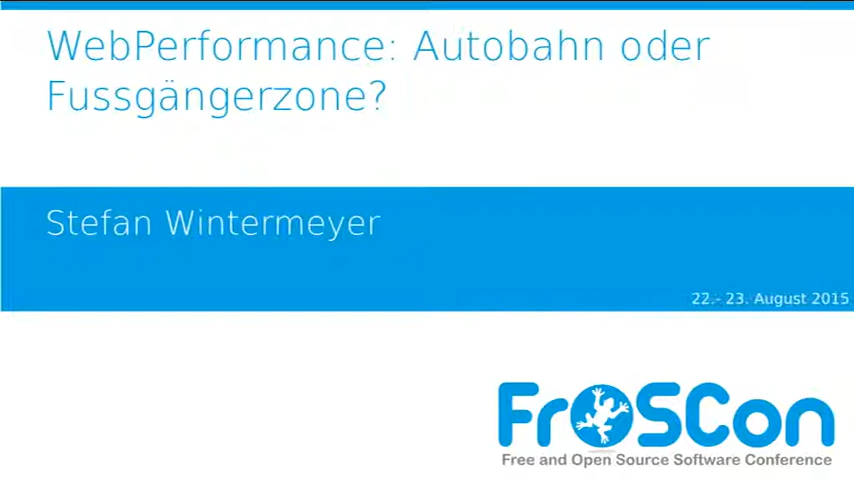 WebPerformance: Autobahn oder
Fussgängerzone?
Stefan Wintermeyer
22.- 23. August 2015
FrOSCon
Free and Open Source Software Conference